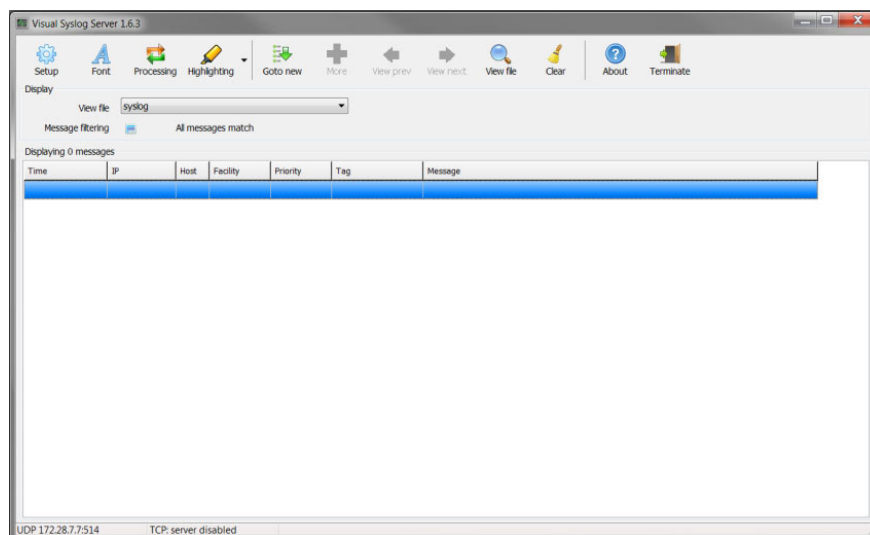 Visual Syslog Server 1.6.3
Setup Font Processing Highlighting Goto new More View prev View next View file Clear About Terminate
Display
View file syslog
Message filtering All messages match
Displaying 0 messages
Time IP Host Facility Priority Tag Message
UDP 172.28.7.7:514 TCP: server disabled